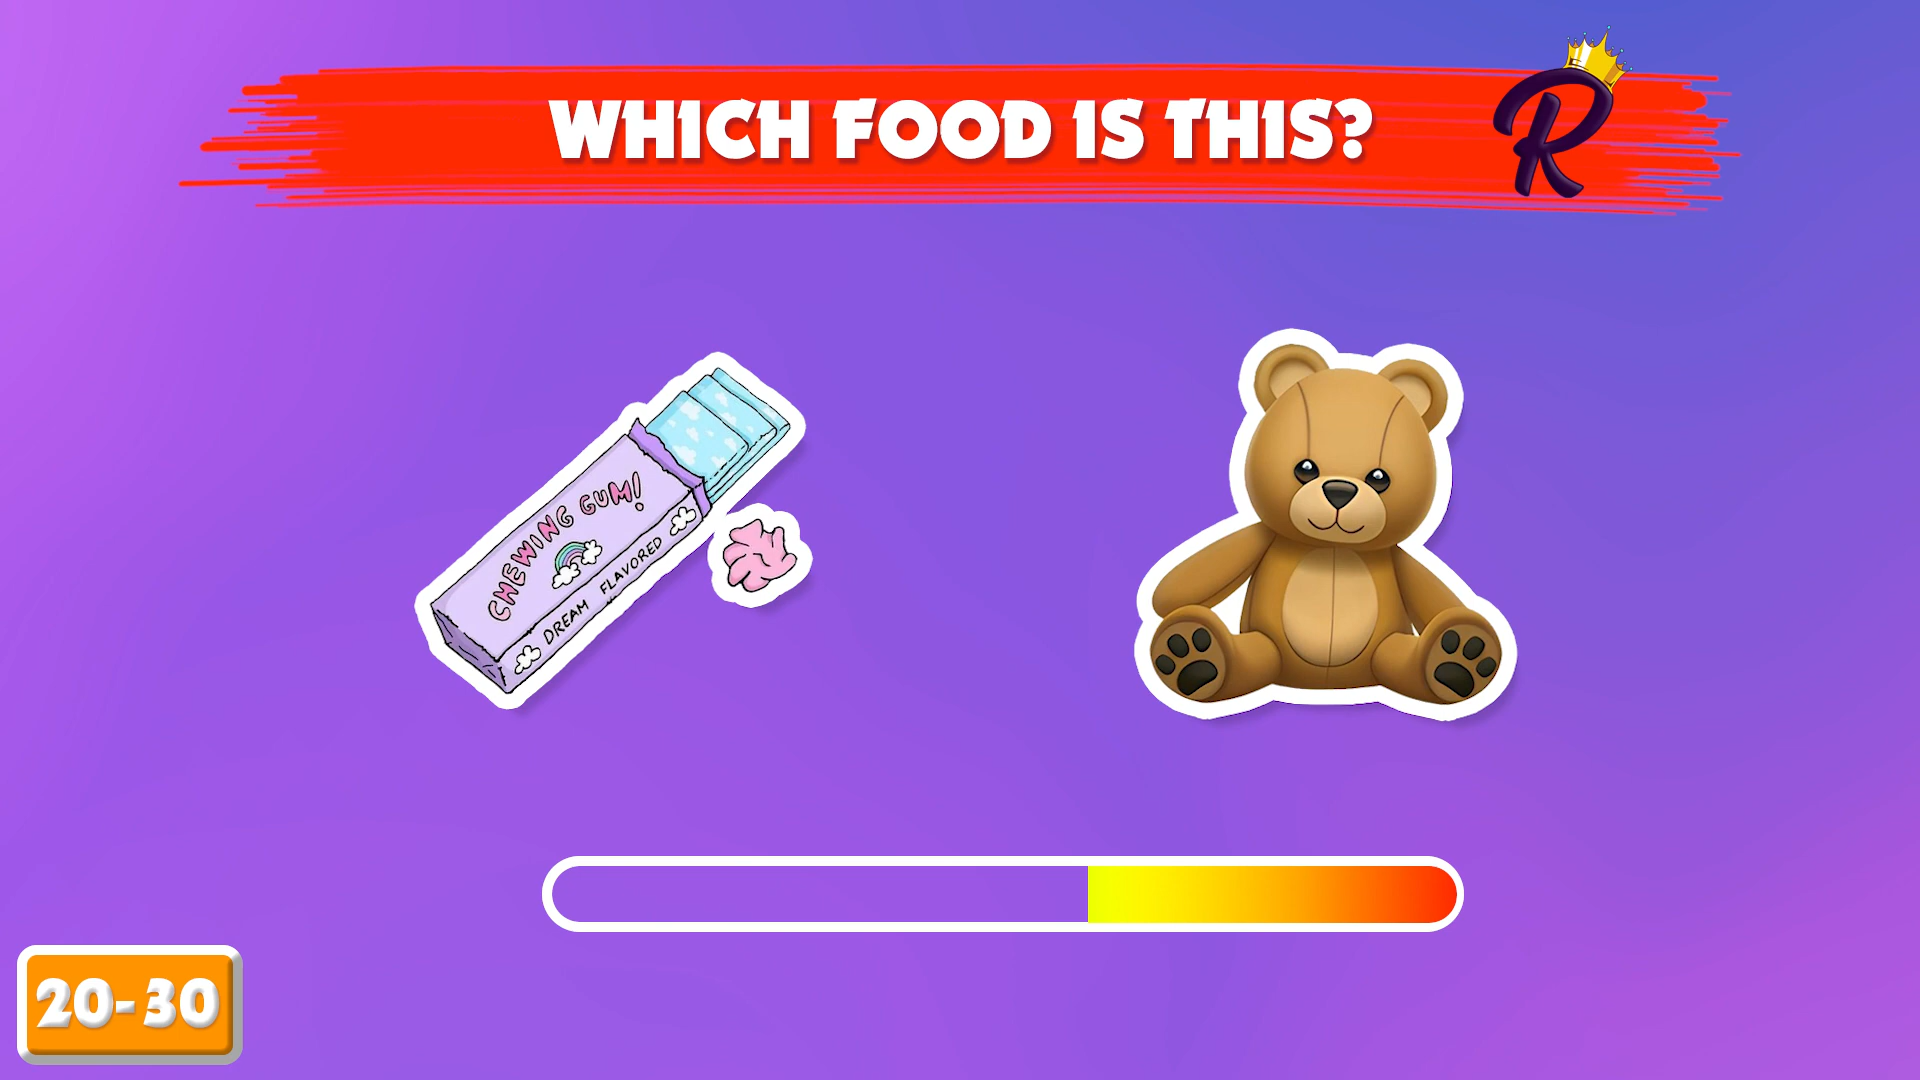 WHICH FOOD IS THIS?
R
CHEWING GUM!
DREAM FLAVORED
20-30